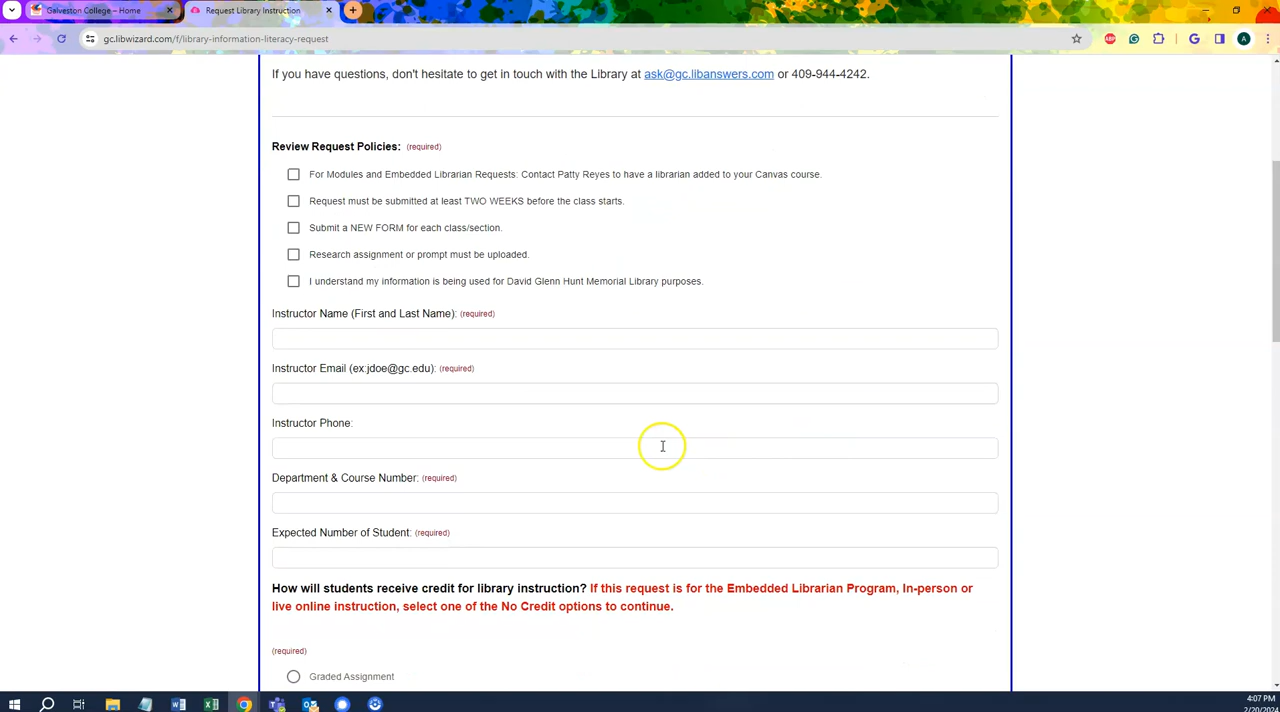 Galveston College – Home
Request Library Instruction
gc.libwizard.com/f/library-information-literacy-request
A
If you have questions, don't hesitate to get in touch with the Library at ask@gc.libanswers.com or 409-944-4242.
Review Request Policies: (required)
For Modules and Embedded Librarian Requests: Contact Patty Reyes to have a librarian added to your Canvas course.
Request must be submitted at least TWO WEEKS before the class starts.
Submit a NEW FORM for each class/section.
Research assignment or prompt must be uploaded.
I understand my information is being used for David Glenn Hunt Memorial Library purposes.
Instructor Name (First and Last Name): (required)
Instructor Email (ex:jdoe@gc.edu): (required)
Instructor Phone:
Department & Course Number: (required)
Expected Number of Student: (required)
How will students receive credit for library instruction? If this request is for the Embedded Librarian Program, In-person or
live online instruction, select one of the No Credit options to continue.
(required)
Graded Assignment
4:07 PM
2/20/2024